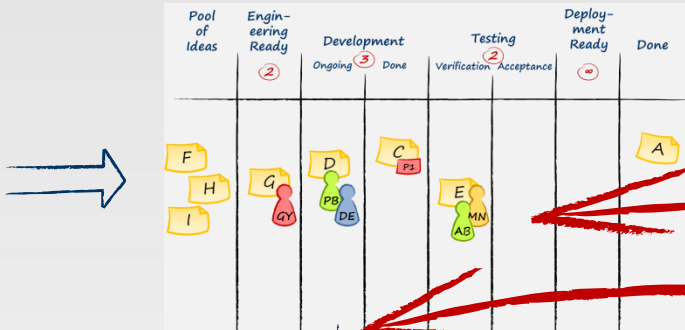 Pool
of
Ideas
Engin-
eering
Ready
2
Development
3
Ongoing
Done
Testing
2
Verification
Acceptance
Deploy-
ment
Ready
∞
Done
F
H
I
G
GY
D
PB
DE
C
P1
E
MN
AB
A